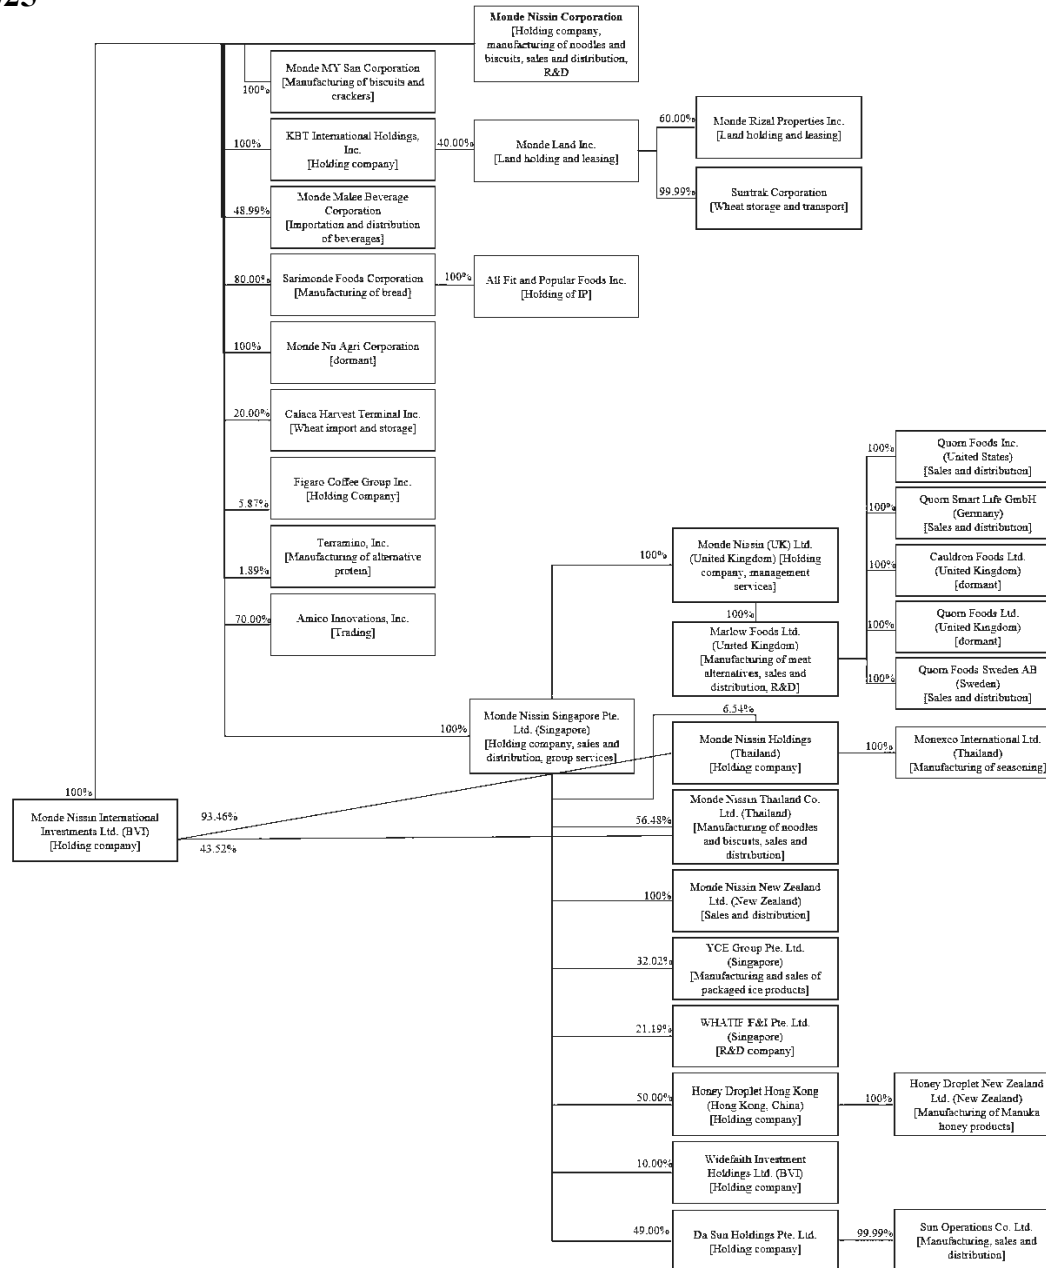 Monde Nissin Corporation
[Holding company,
manufacturing of noodles and
biscuits, sales and distribution,
R&D
Monde MY San Corporation
[Manufacturing of biscuits and
crackers]
100%
KBT International Holdings,
Inc.
[Holding company]
100%
40.00%
Monde Land Inc.
[Land holding and leasing]
60.00%
Monde Rizal Properties Inc.
[Land holding and leasing]
99.99%
Suntrak Corporation
[Wheat storage and transport]
Monde Malee Beverage
Corporation
[Importation and distribution
of beverages]
48.99%
80.00%
Sarimonde Foods Corporation
[Manufacturing of bread]
100%
All Fit and Popular Foods Inc.
[Holding of IP]
100%
Monde Nu Agri Corporation
[dormant]
20.00%
Calaca Harvest Terminal Inc.
[Wheat import and storage]
Figaro Coffee Group Inc.
[Holding Company]
5.87%
Terramino, Inc.
[Manufacturing of alternative
protein]
1.89%
70.00%
Amico Innovations, Inc.
[Trading]
100%
Monde Nissin Singapore Pte.
Ltd. (Singapore)
[Holding company, sales and
distribution, group services]
100%
Monde Nissin (UK) Ltd.
(United Kingdom) [Holding
company, management
services]
100%
Marlow Foods Ltd.
(United Kingdom)
[Manufacturing of meat
alternatives, sales and
distribution, R&D]
100%
Quorn Foods Inc.
(United States)
[Sales and distribution]
100%
Quorn Smart Life GmbH
(Germany)
[Sales and distribution]
100%
Cauldron Foods Ltd.
(United Kingdom)
[dormant]
100%
Quorn Foods Ltd.
(United Kingdom)
[dormant]
100%
Quorn Foods Sweden AB
(Sweden)
[Sales and distribution]
6.54%
Monde Nissin Holdings
(Thailand)
[Holding company]
100%
Monexco International Ltd.
(Thailand)
[Manufacturing of seasoning]
100%
Monde Nissin International
Investments Ltd. (BVI)
[Holding company]
93.46%
43.52%
56.48%
Monde Nissin Thailand Co.
Ltd. (Thailand)
[Manufacturing of noodles
and biscuits, sales and
distribution]
100%
Monde Nissin New Zealand
Ltd. (New Zealand)
[Sales and distribution]
32.02%
YCE Group Pte. Ltd.
(Singapore)
[Manufacturing and sales of
packaged ice products]
21.19%
WHATIF F&I Pte. Ltd.
(Singapore)
[R&D company]
50.00%
Honey Droplet Hong Kong
(Hong Kong, China)
[Holding company]
100%
Honey Droplet New Zealand
Ltd. (New Zealand)
[Manufacturing of Manuka
honey products]
10.00%
Widefaith Investment
Holdings Ltd. (BVI)
[Holding company]
49.00%
Da Sun Holdings Pte. Ltd.
[Holding company]
99.99%
Sun Operations Co. Ltd.
[Manufacturing, sales and
distribution]